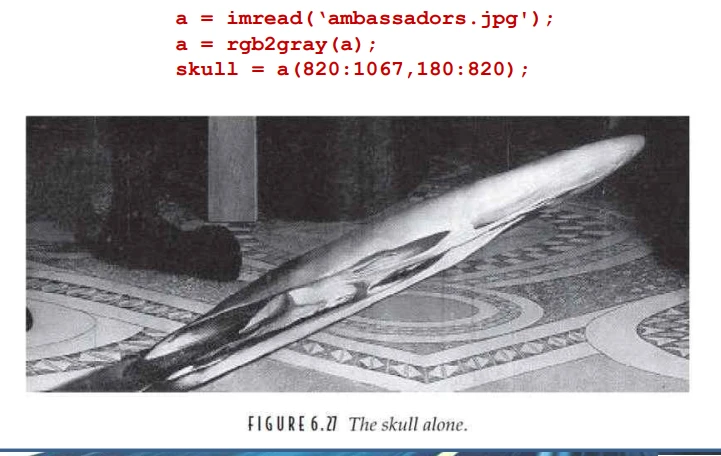 a = imread(‘ambassadors.jpg');
a = rgb2gray(a);
skull = a(820:1067,180:820);
FIGURE 6.27 The skull alone.